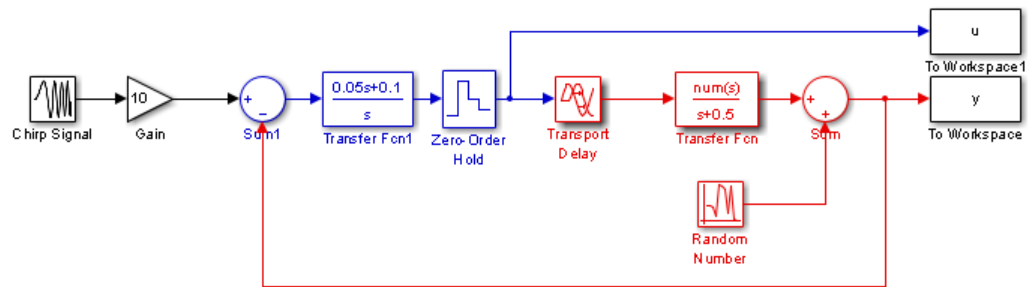 u
To Workspace1
10
+
−
0.05s+0.1
s
num(s)
s+0.5
+
+
y
Chirp Signal
Gain
Sum1
Transfer Fcn1
Zero-Order
Hold
Transport
Delay
Transfer Fcn
Sum
To Workspace
Random
Number